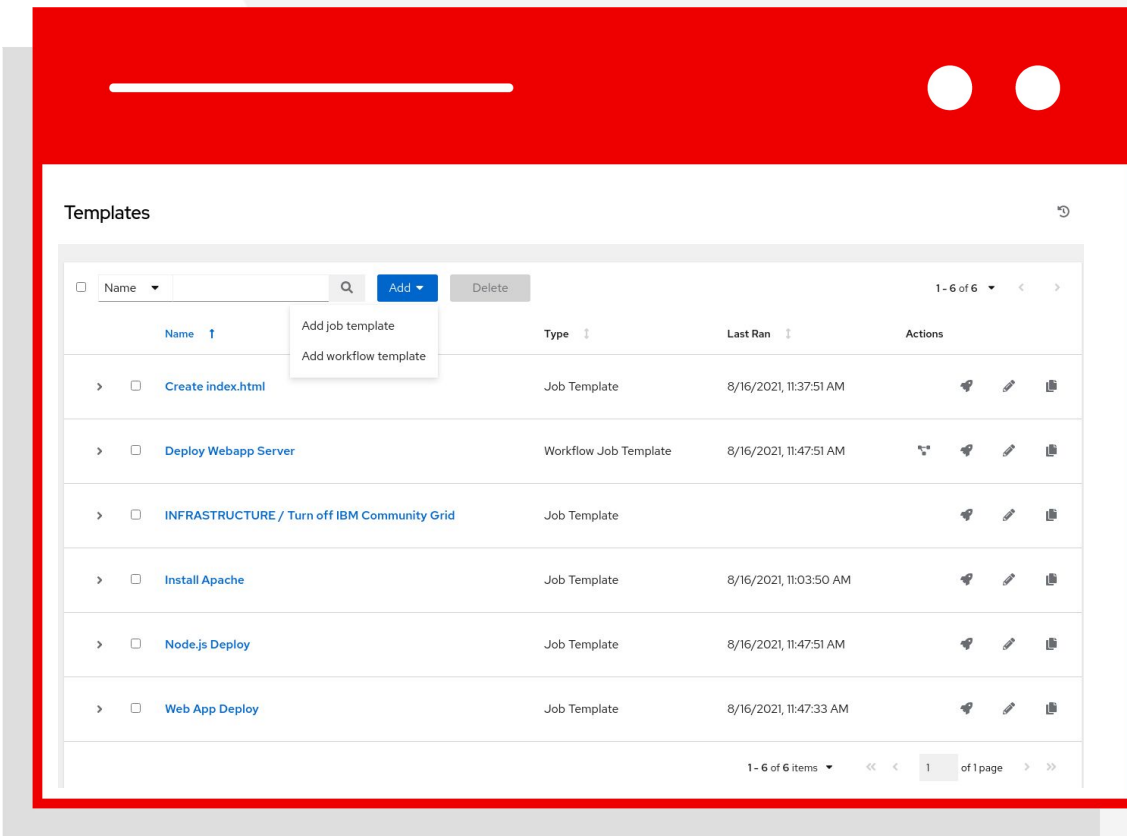 Templates
Name Add Delete 1 - 6 of 6
Add job template
Name Type Last Ran Actions
Add workflow template
Create index.html Job Template 8/16/2021, 11:37:51 AM
Deploy Webapp Server Workflow Job Template 8/16/2021, 11:47:51 AM
INFRASTRUCTURE / Turn off IBM Community Grid Job Template
Install Apache Job Template 8/16/2021, 11:03:50 AM
Node.js Deploy Job Template 8/16/2021, 11:47:51 AM
Web App Deploy Job Template 8/16/2021, 11:47:33 AM
1 - 6 of 6 items 1 of 1 page